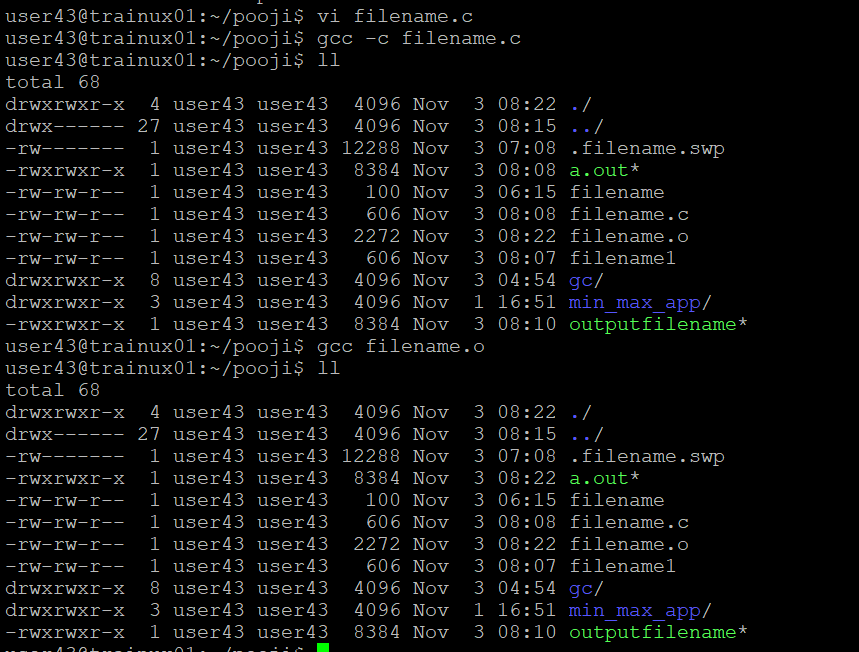 user43@trainux01:~/pooji$ vi filename.c
user43@trainux01:~/pooji$ gcc -c filename.c
user43@trainux01:~/pooji$ ll
total 68
drwxrwxr-x  4 user43 user43  4096 Nov  3 08:22 ./
drwx------ 27 user43 user43  4096 Nov  3 08:15 ../
-rw-------  1 user43 user43 12288 Nov  3 07:08 .filename.swp
-rwxrwxr-x  1 user43 user43  8384 Nov  3 08:08 a.out*
-rw-rw-r--  1 user43 user43   100 Nov  3 06:15 filename
-rw-rw-r--  1 user43 user43   606 Nov  3 08:08 filename.c
-rw-rw-r--  1 user43 user43  2272 Nov  3 08:22 filename.o
-rw-rw-r--  1 user43 user43   606 Nov  3 08:07 filename1
drwxrwxr-x  8 user43 user43  4096 Nov  3 04:54 gc/
drwxrwxr-x  3 user43 user43  4096 Nov  1 16:51 min_max_app/
-rwxrwxr-x  1 user43 user43  8384 Nov  3 08:10 outputfilename*
user43@trainux01:~/pooji$ gcc filename.o
user43@trainux01:~/pooji$ ll
total 68
drwxrwxr-x  4 user43 user43  4096 Nov  3 08:22 ./
drwx------ 27 user43 user43  4096 Nov  3 08:15 ../
-rw-------  1 user43 user43 12288 Nov  3 07:08 .filename.swp
-rwxrwxr-x  1 user43 user43  8384 Nov  3 08:22 a.out*
-rw-rw-r--  1 user43 user43   100 Nov  3 06:15 filename
-rw-rw-r--  1 user43 user43   606 Nov  3 08:08 filename.c
-rw-rw-r--  1 user43 user43  2272 Nov  3 08:22 filename.o
-rw-rw-r--  1 user43 user43   606 Nov  3 08:07 filename1
drwxrwxr-x  8 user43 user43  4096 Nov  3 04:54 gc/
drwxrwxr-x  3 user43 user43  4096 Nov  1 16:51 min_max_app/
-rwxrwxr-x  1 user43 user43  8384 Nov  3 08:10 outputfilename*
user43@trainux01:~/pooji$